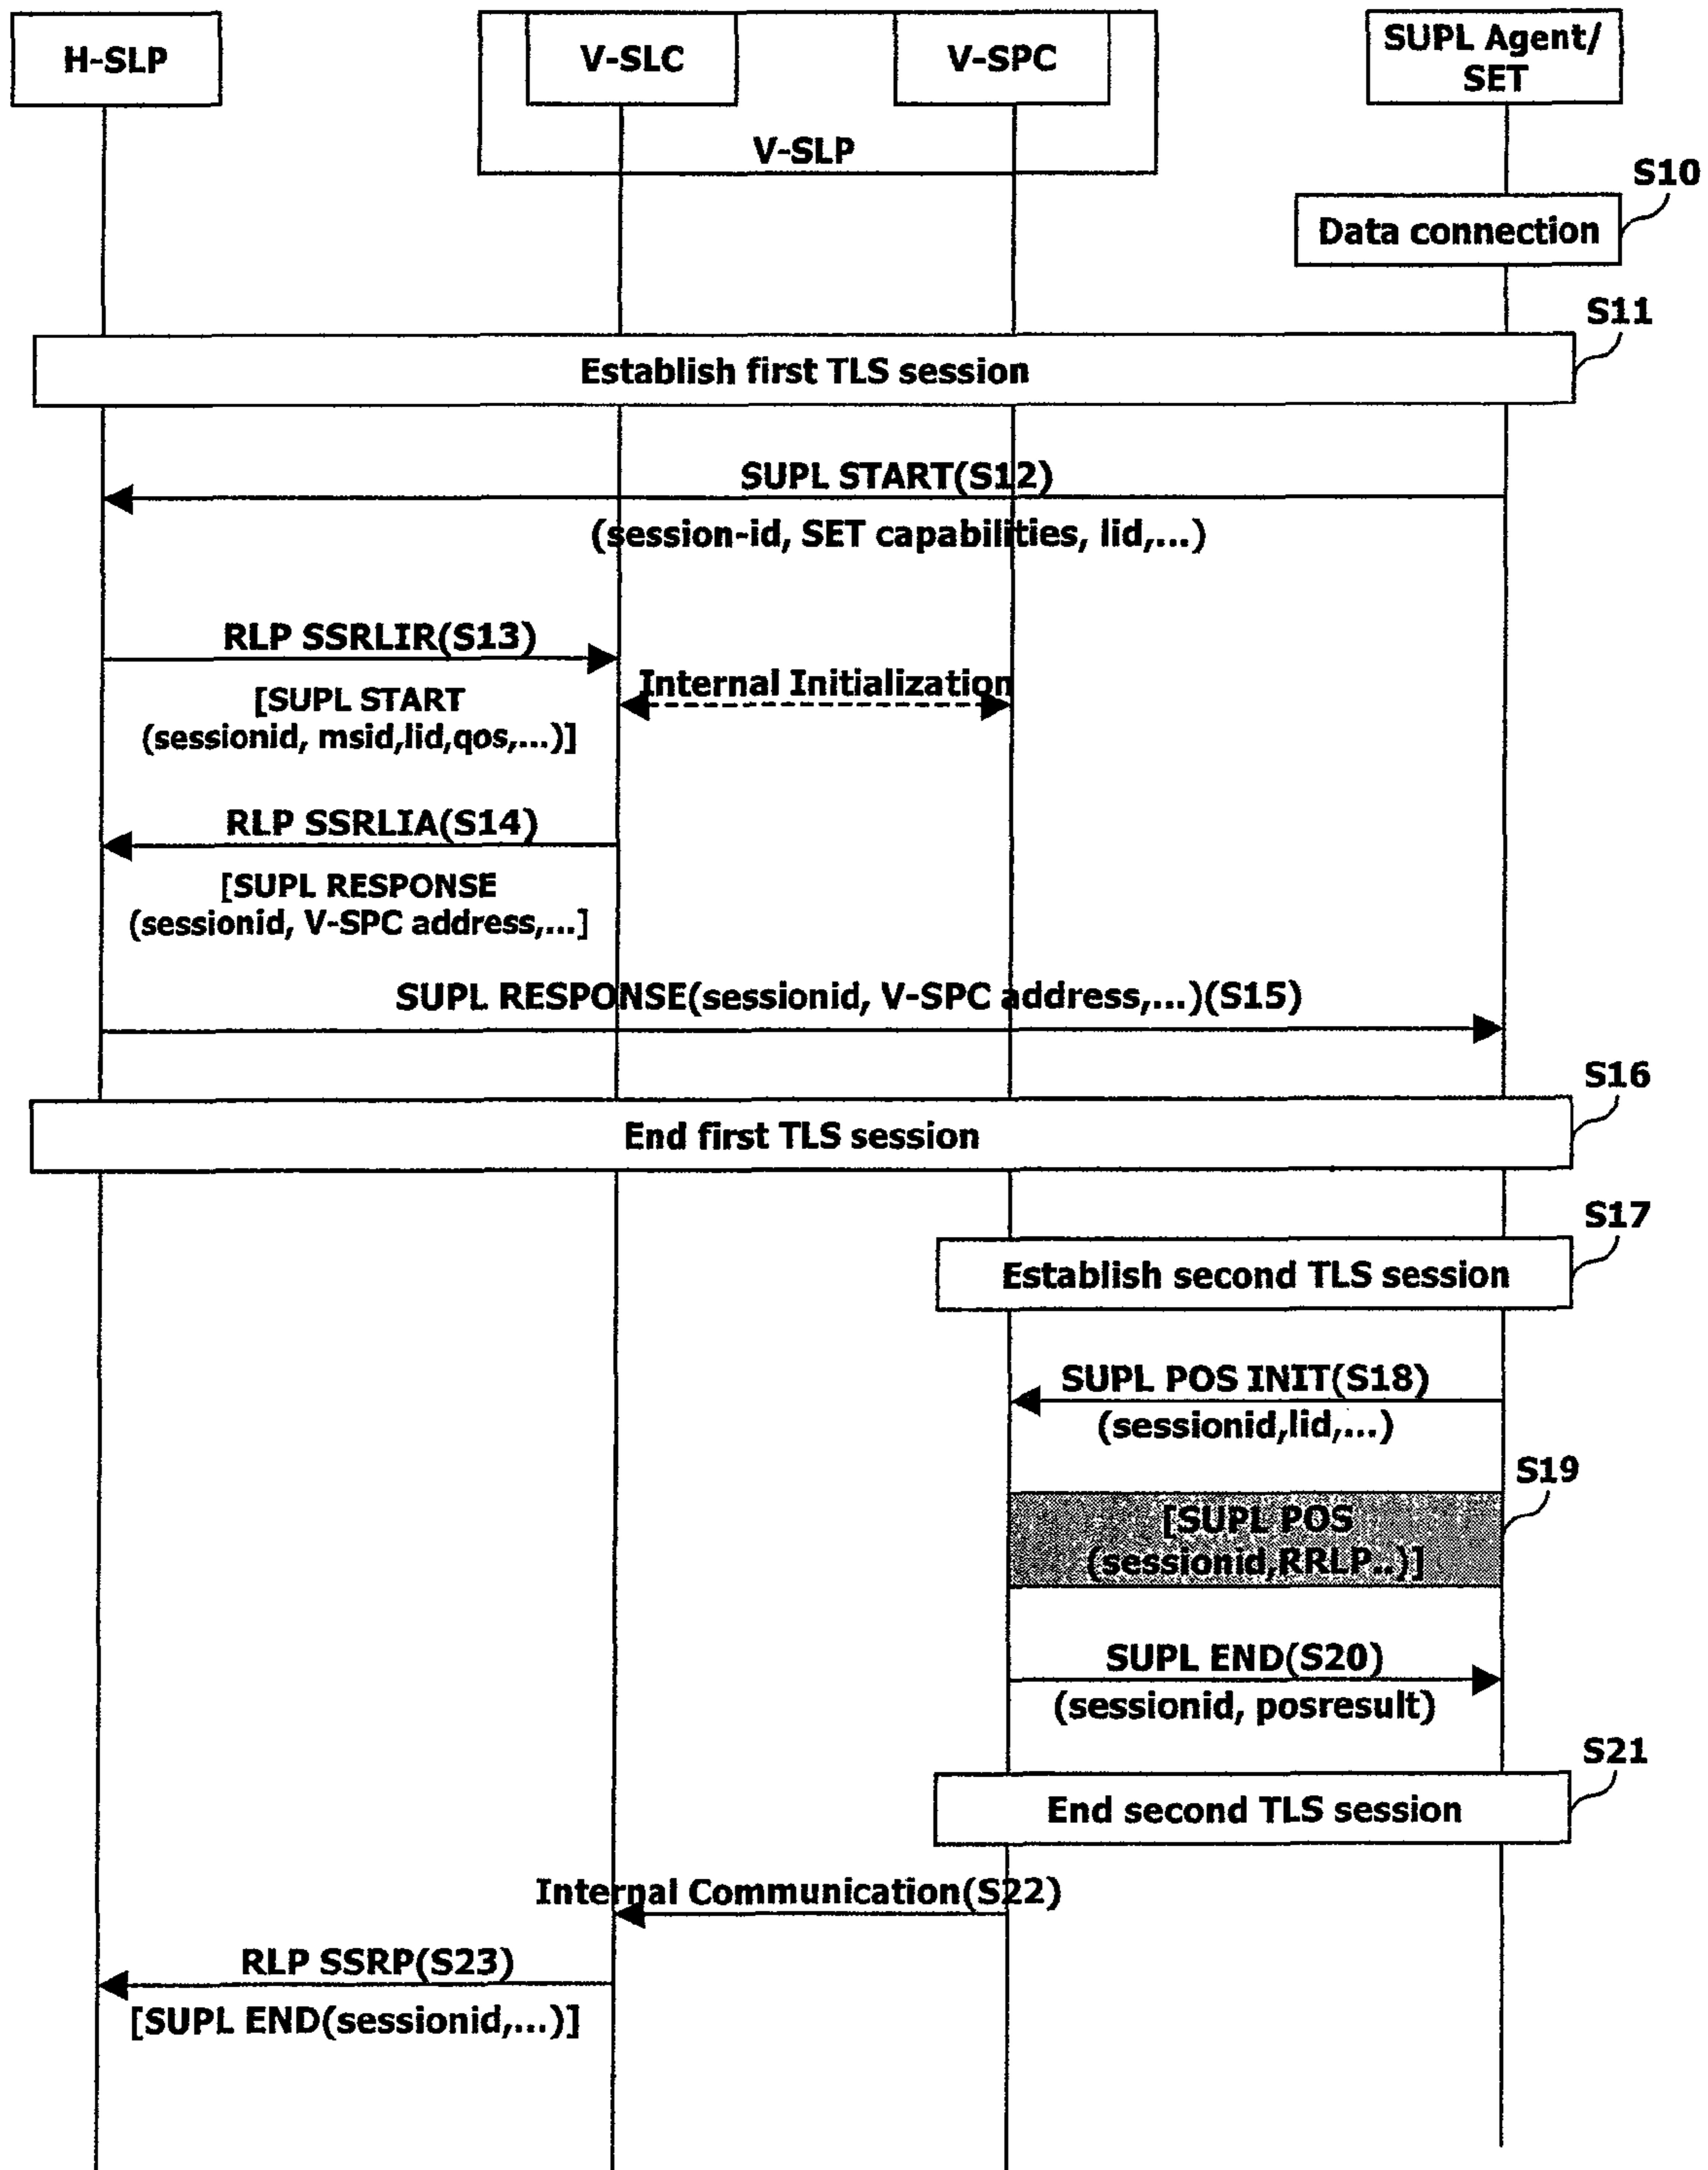 H-SLP
V-SLC
V-SPC
SUPL Agent/
SET
V-SLP
S10
Data connection
S11
Establish first TLS session
SUPL START(S12)
(session-id, SET capabilities, lid,...)
RLP SSRLIR(S13)
Internal Initialization
[SUPL START
(sessionid, msid,lid,qos,...)]
RLP SSRLIA(S14)
[SUPL RESPONSE
(sessionid, V-SPC address,...]
SUPL RESPONSE(sessionid, V-SPC address,...)(S15)
S16
End first TLS session
S17
Establish second TLS session
SUPL POS INIT(S18)
(sessionid,lid,...)
S19
[SUPL POS
(sessionid,RRLP..)]
SUPL END(S20)
(sessionid, posresult)
S21
End second TLS session
Internal Communication(S22)
RLP SSRP(S23)
[SUPL END(sessionid,...)]